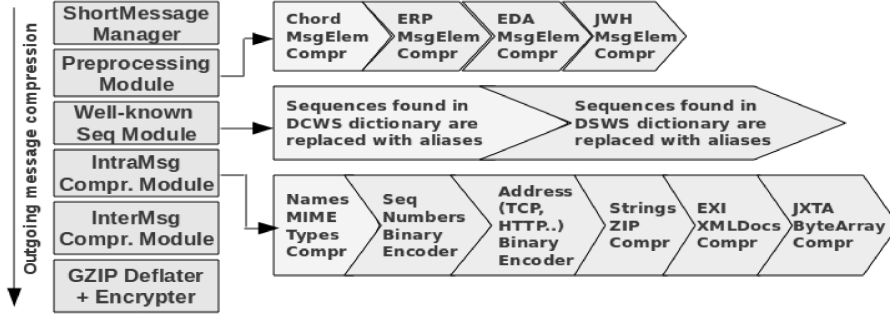 Outgoing message compression
ShortMessage
Manager
Preprocessing
Module
Well-known
Seq Module
IntraMsg
Compr. Module
InterMsg
Compr. Module
GZIP Deflater
+ Encrypter
Chord
MsgElem
Compr
ERP
MsgElem
Compr
EDA
MsgElem
Compr
JWH
MsgElem
Compr
Sequences found in
DCWS dictionary are
replaced with aliases
Sequences found in
DSWS dictionary are
replaced with aliases
Names
MIME
Types
Compr
Seq
Numbers
Binary
Encoder
Address
(TCP,
HTTP..)
Binary
Encoder
Strings
ZIP
Compr
EXI
XMLDocs
Compr
JXTA
ByteArray
Compr